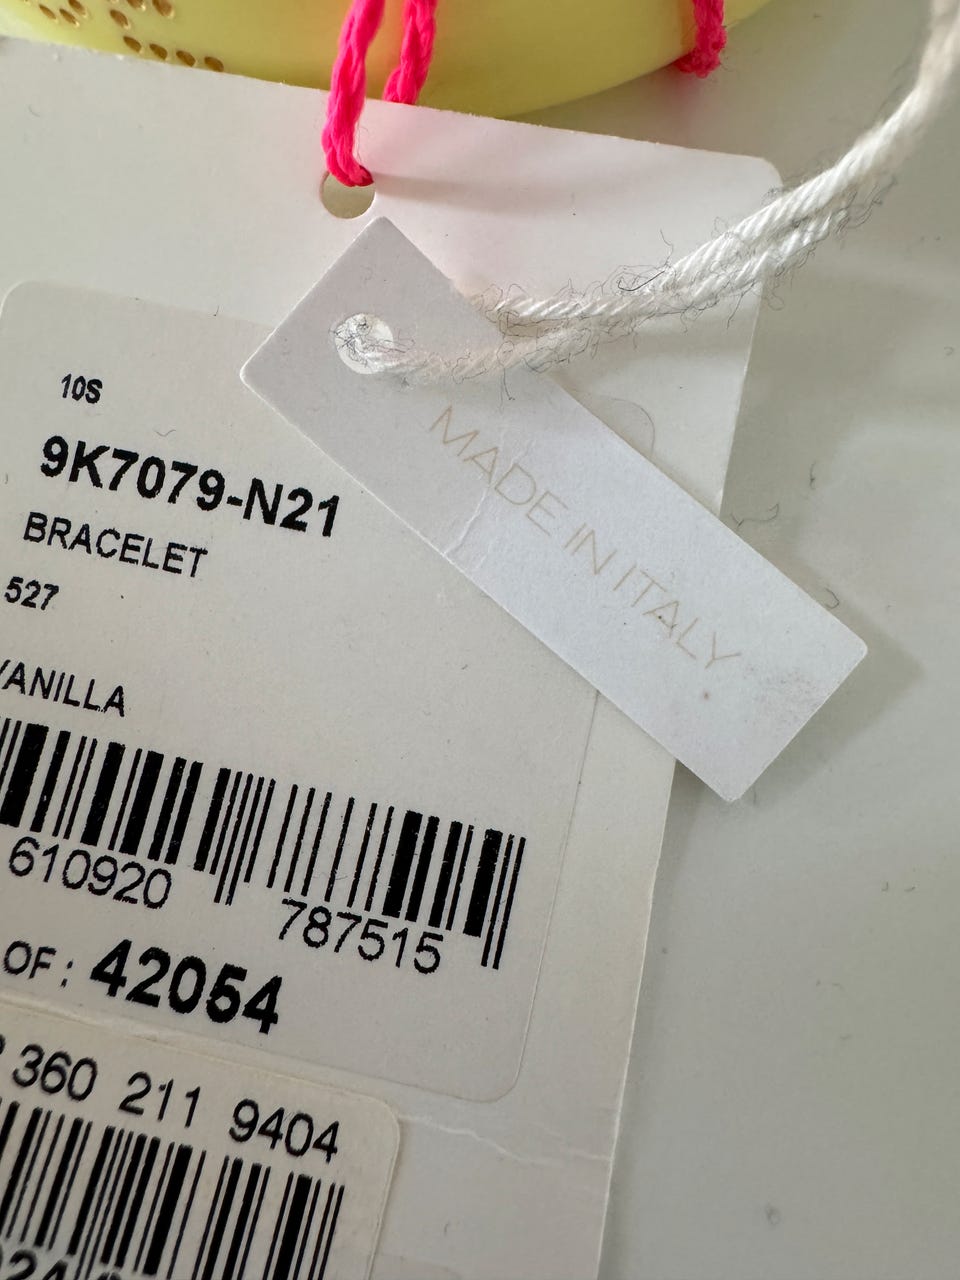 10S
9K7079-N21
BRACELET
527
VANILLA
610920 787515
OF : 42054
360 211 9404
MADE IN ITALY